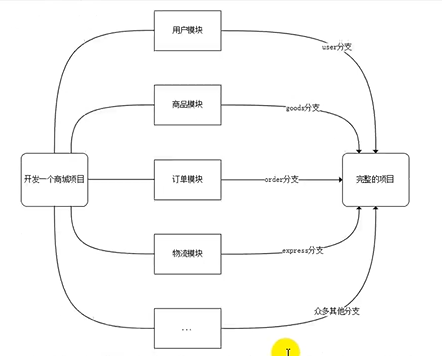 用户模块
user分支
商品模块
goods分支
开发一个商城项目
订单模块
order分支
完整的项目
物流模块
express分支
...
众多其他分支